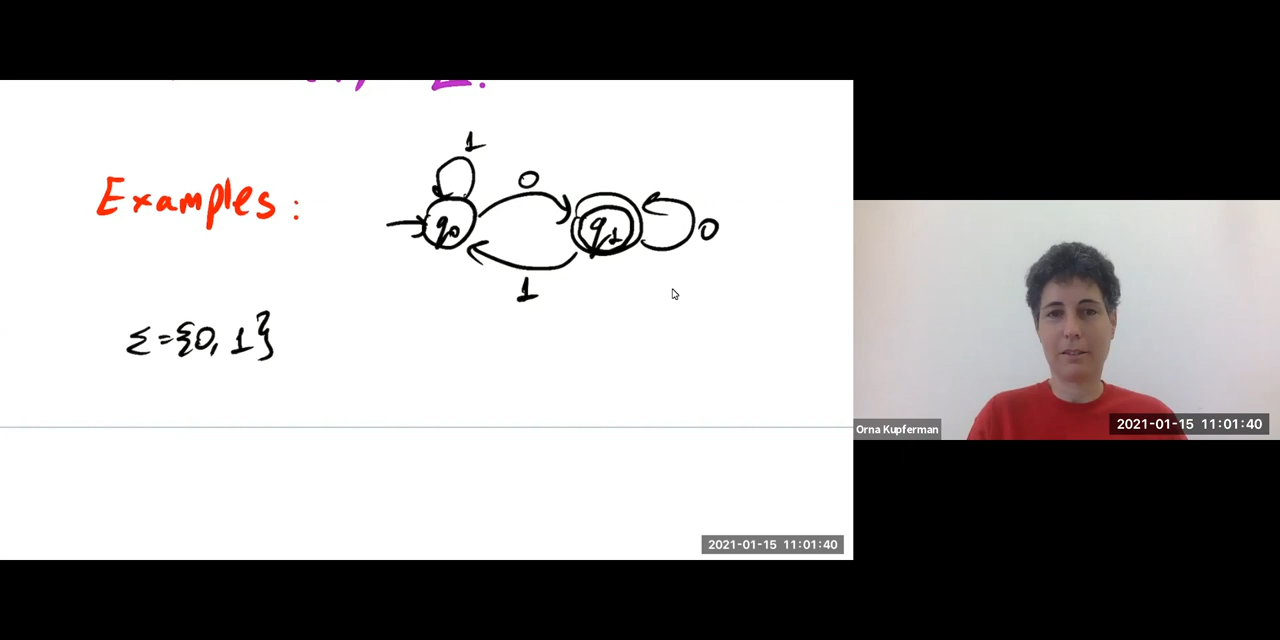 Examples:
1
0
q0
q1
0
1
Σ={0, 1}
Orna Kupferman
2021-01-15 11:01:40
2021-01-15 11:01:40